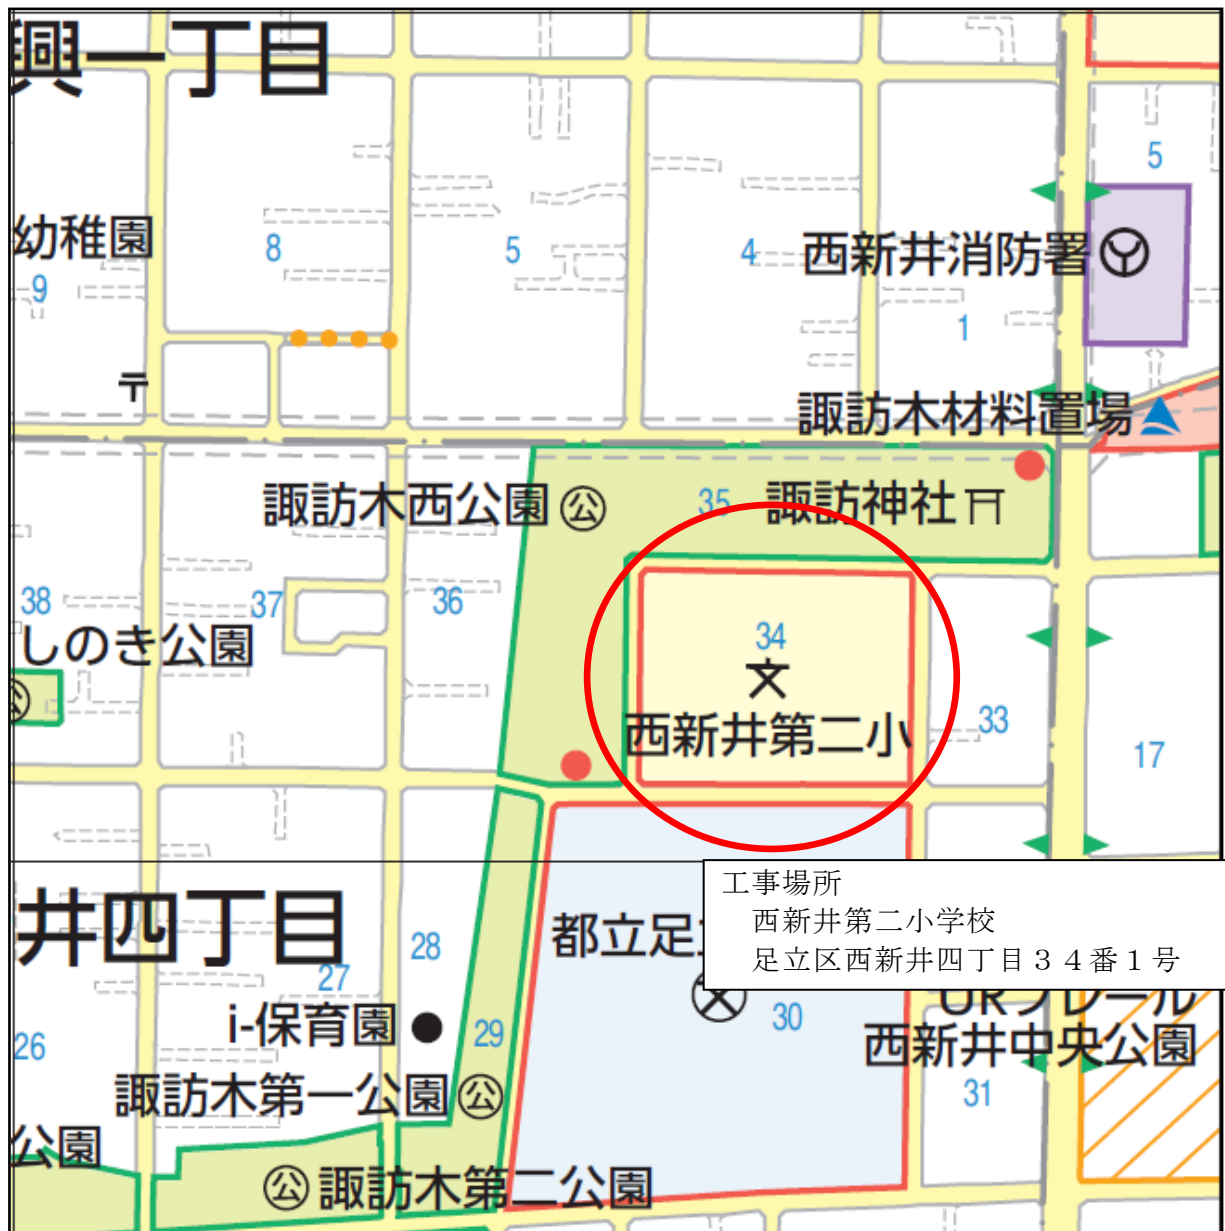 興一丁目
5
幼稚園
8
5
4
西新井消防署
9
1
〒
諏訪木材料置場
諏訪木西公園
公
35
諏訪神社
38
37
36
34
しのき公園
公
文
西新井第二小
33
17
工事場所
西新井第二小学校
足立区西新井四丁目３４番１号
井四丁目
都立足
28
27
30
i-保育園
29
26
西新井中央公園
諏訪木第一公園
公
31
公園
公
諏訪木第二公園